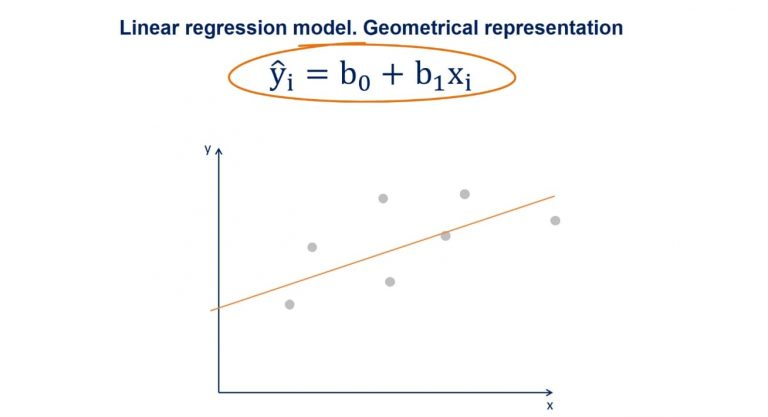 Linear regression model. Geometrical representation
ŷᵢ = b₀ + b₁xᵢ
y
x